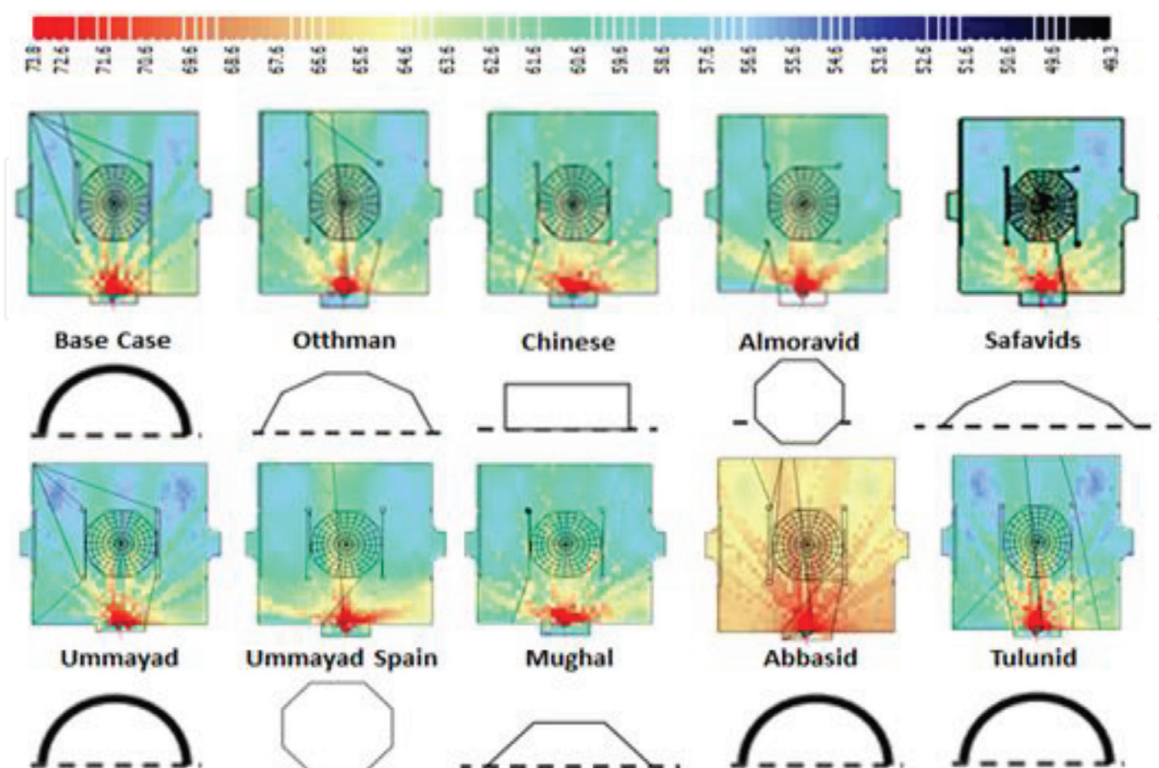 73.8 72.6 71.6 70.6 69.6 68.6 67.6 66.6 65.6 64.6 63.6 62.6 61.6 60.6 59.6 58.6 57.6 56.6 55.6 54.6 53.6 52.6 51.6 50.6 49.6 49.3
Base Case Otthman Chinese Almoravid Safavids
Ummayad Ummayad Spain Mughal Abbasid Tulunid